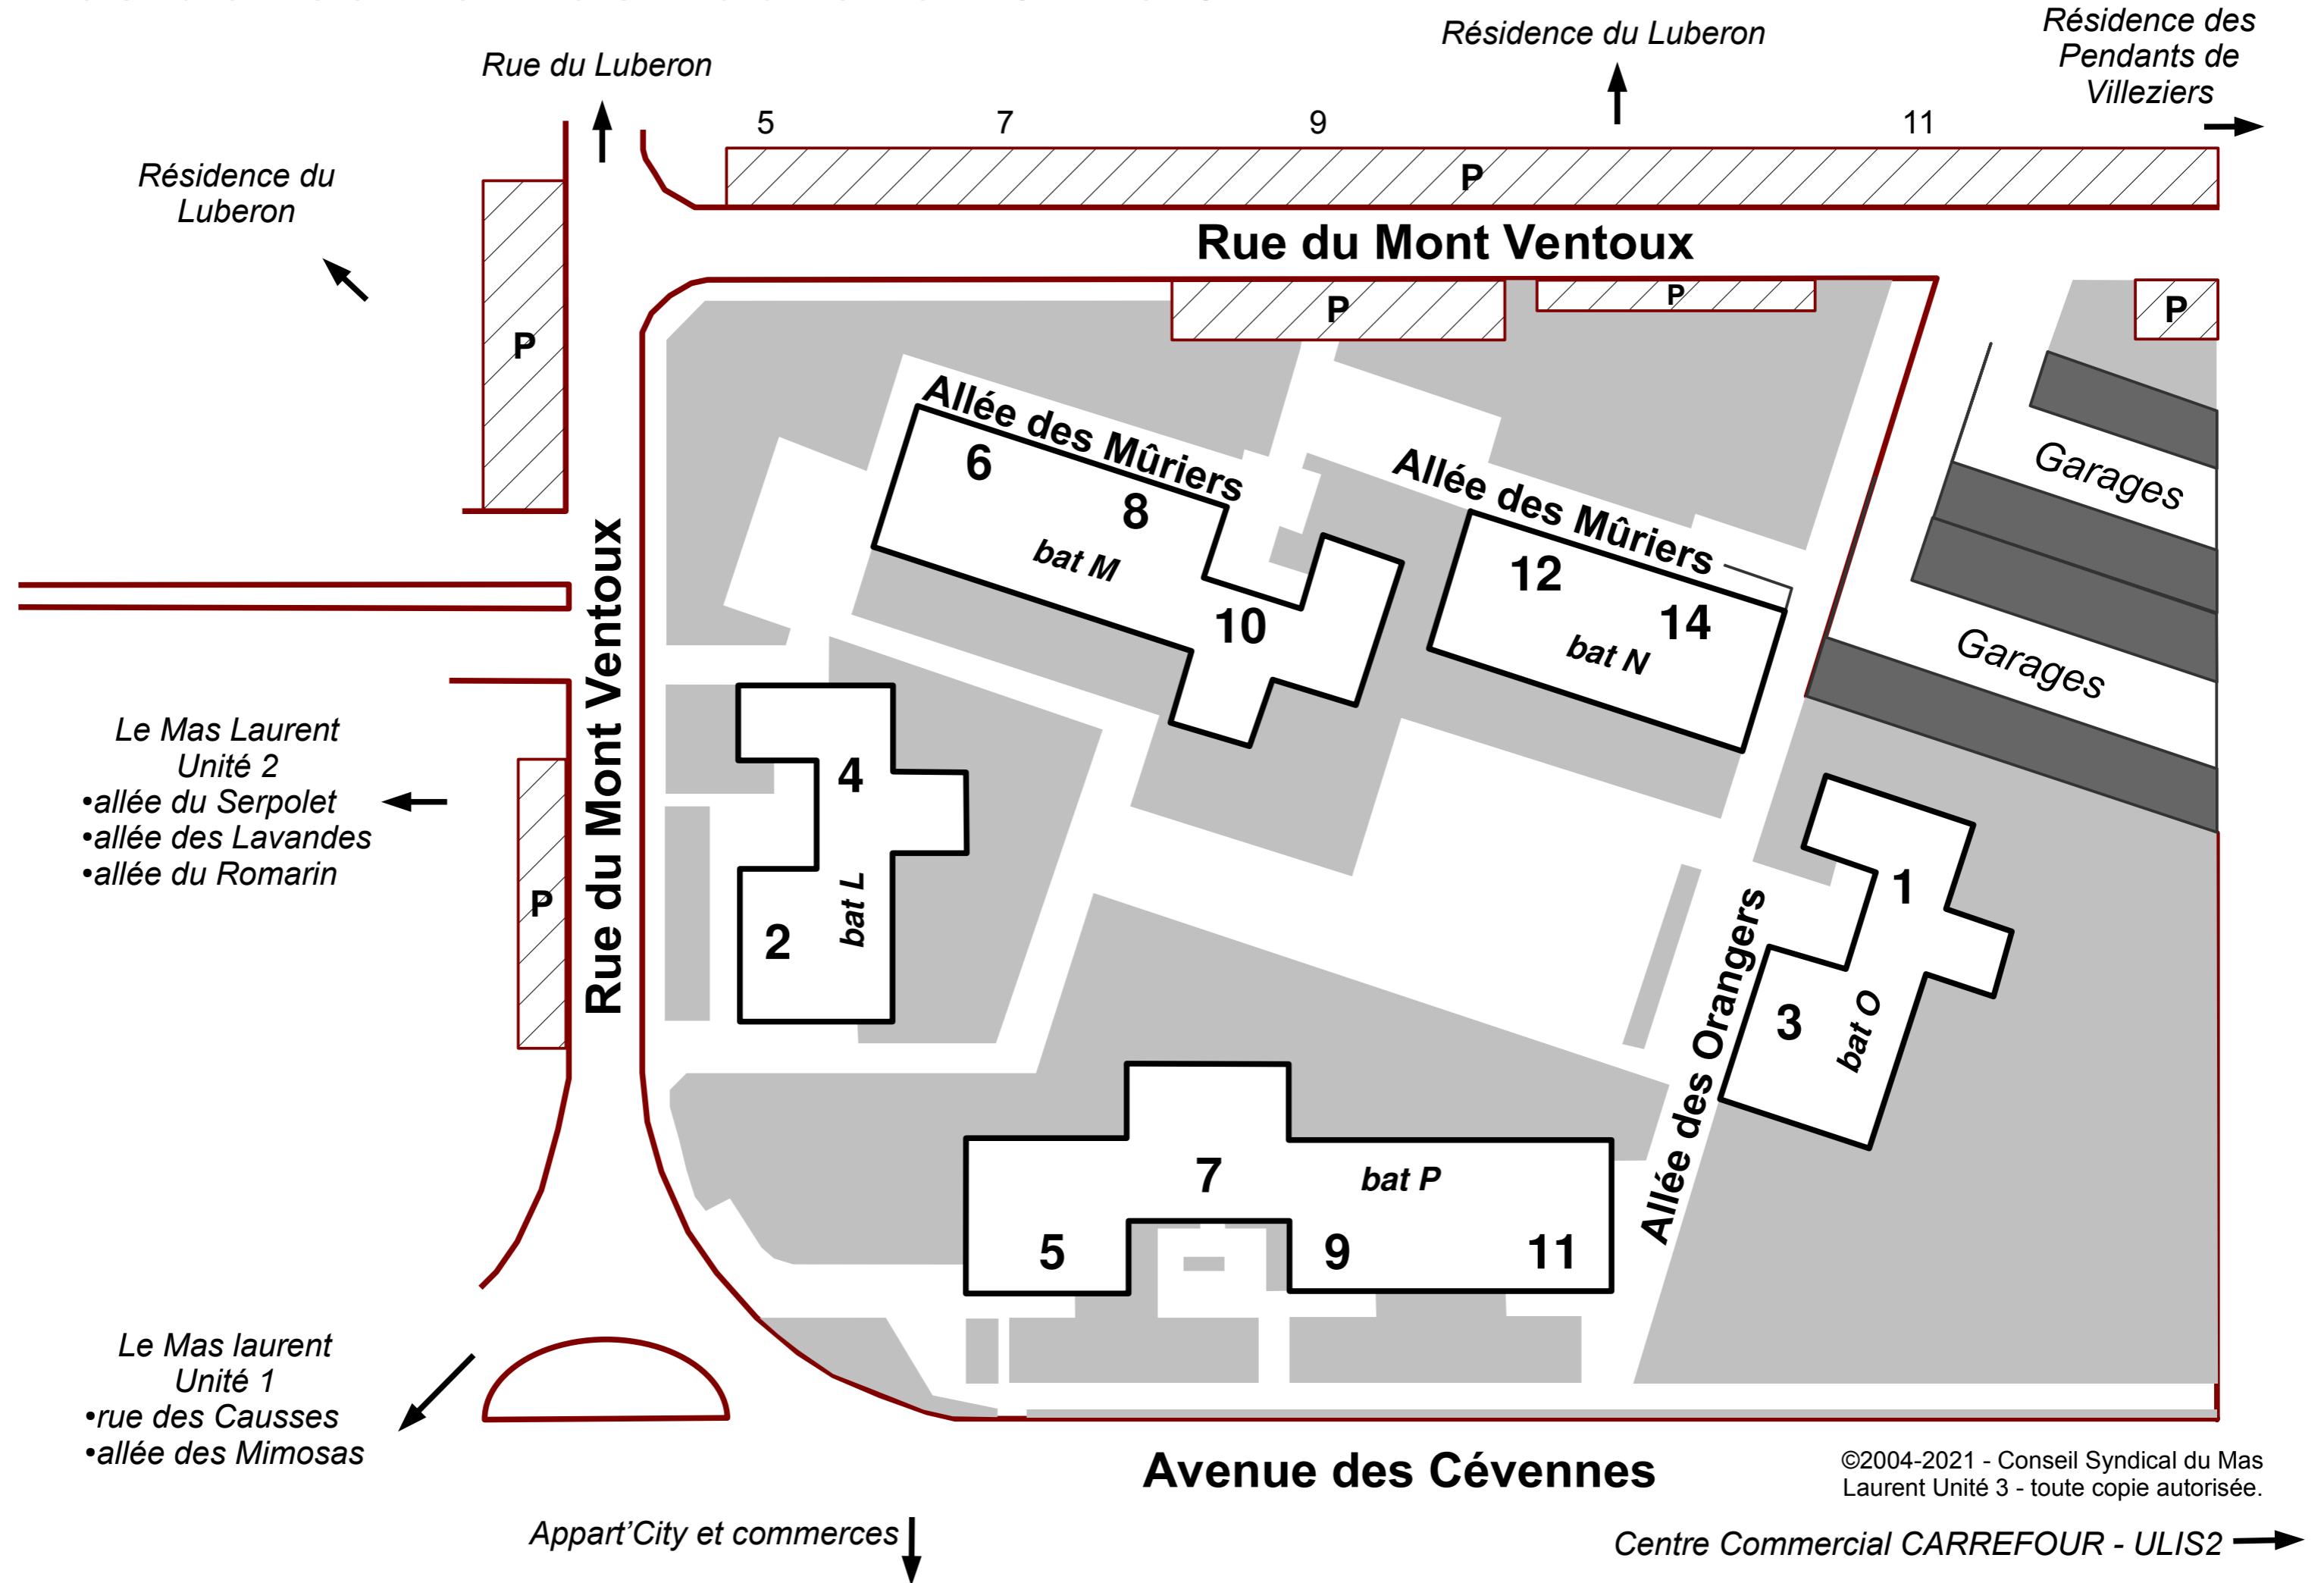 Rue du Luberon
Résidence du Luberon
Résidence des
Pendants de
Villeziers
5
7
9
11
Résidence du
Luberon
P
Rue du Mont Ventoux
P
P
P
P
P
Allée des Mûriers
6
8
bat M
10
Allée des Mûriers
12
14
bat N
Garages
Garages
Rue du Mont Ventoux
Le Mas Laurent
Unité 2
•allée du Serpolet
•allée des Lavandes
•allée du Romarin
P
4
2
bat L
1
3
bat O
Allée des Orangers
7
bat P
5
9
11
Le Mas laurent
Unité 1
•rue des Causses
•allée des Mimosas
Avenue des Cévennes
©2004-2021 - Conseil Syndical du Mas
Laurent Unité 3 - toute copie autorisée.
Appart’City et commerces
Centre Commercial CARREFOUR - ULIS2